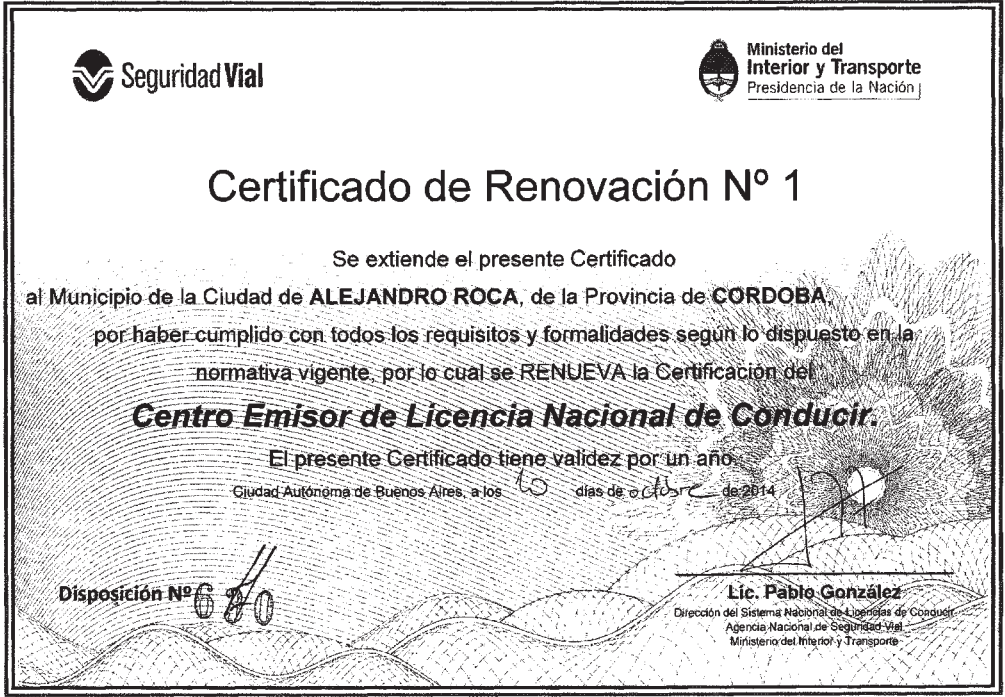 Seguridad Vial
Ministerio del
Interior y Transporte
Presidencia de la Nación
Certificado de Renovación Nº 1
Se extiende el presente Certificado
al Municipio de la Ciudad de ALEJANDRO ROCA, de la Provincia de CORDOBA,
por haber cumplido con todos los requisitos y formalidades según lo dispuesto en la
normativa vigente, por lo cual se RENUEVA la Certificación del
Centro Emisor de Licencia Nacional de Conducir.
El presente Certificado tiene validez por un año.
Ciudad Autónoma de Buenos Aires, a los 10 días de octubre de 2014
Disposición Nº
Lic. Pablo González
Dirección del Sistema Nacional de Licencias de Conducir
Agencia Nacional de Seguridad Vial
Ministerio del Interior y Transporte